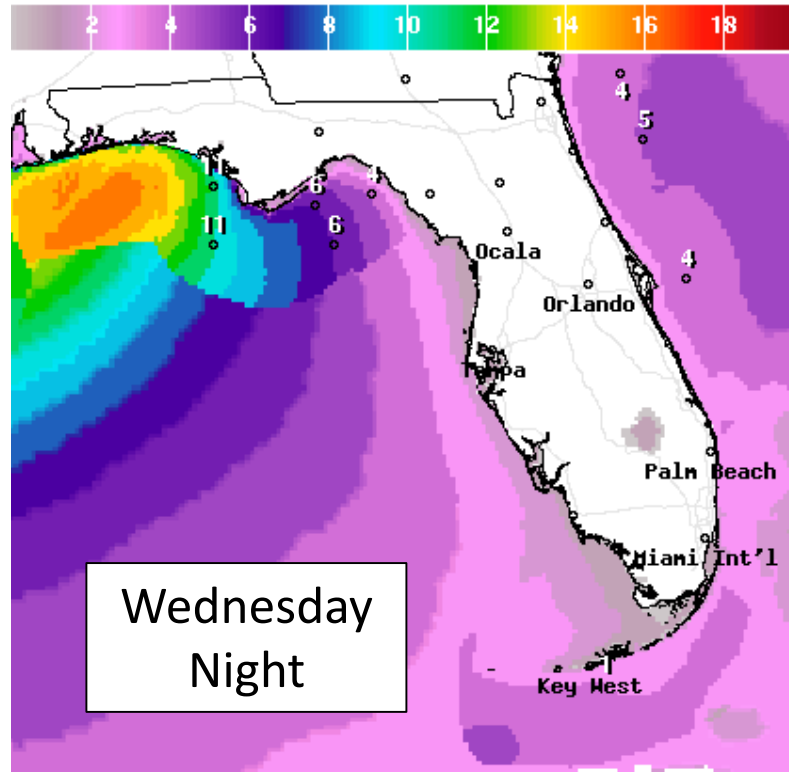 2 4 6 8 10 12 14 16 18
4
5
11
6 4
11 6
4
Ocala
Orlando
Tampa
Palm Beach
Miami Int'l
Wednesday
Night
1
Key West